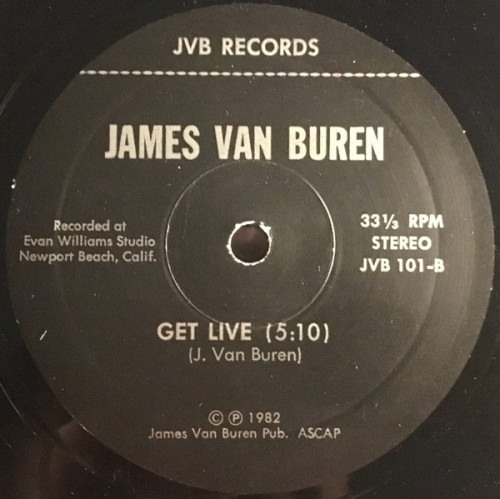 JVB RECORDS
JAMES VAN BUREN
Recorded at
Evan Williams Studio
Newport Beach, Calif.
33⅓ RPM
STEREO
JVB 101-B
GET LIVE (5:10)
(J. Van Buren)
© ℗ 1982
James Van Buren Pub. ASCAP